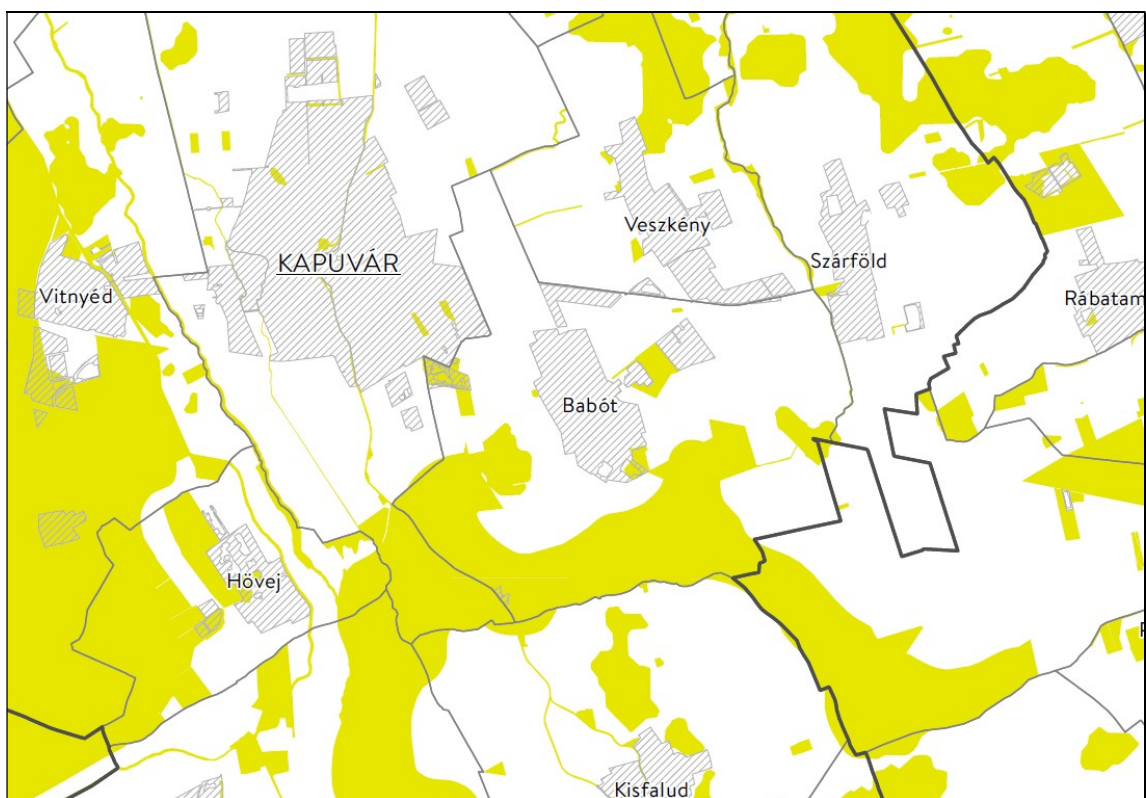 Veszkény
KAPUVÁR
Szárföld
Vitnyéd
Rábatam
Babót
Hövej
Kisfalud